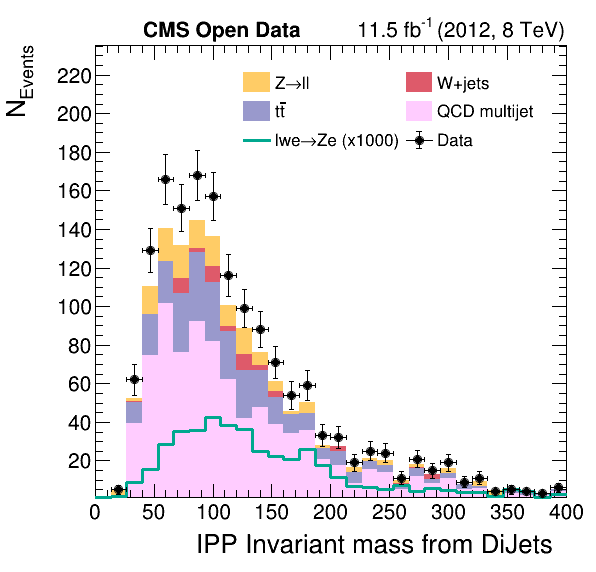 CMS Open Data
11.5 fb⁻¹ (2012, 8 TeV)
N_Events
Z→ll
W+jets
tt̄
QCD multijet
lwe→Ze (x1000)
Data
220
200
180
160
140
120
100
80
60
40
20
0 50 100 150 200 250 300 350 400
IPP Invariant mass from DiJets